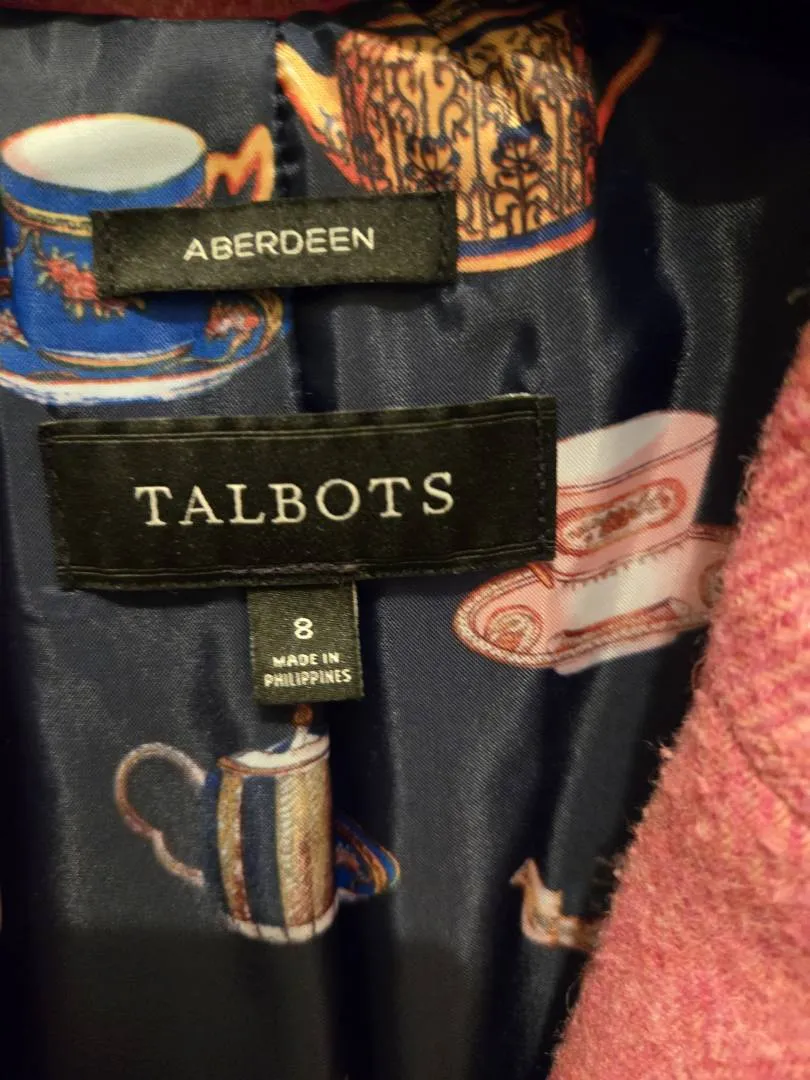 ABERDEEN
TALBOTS
8
MADE IN
PHILIPPINES